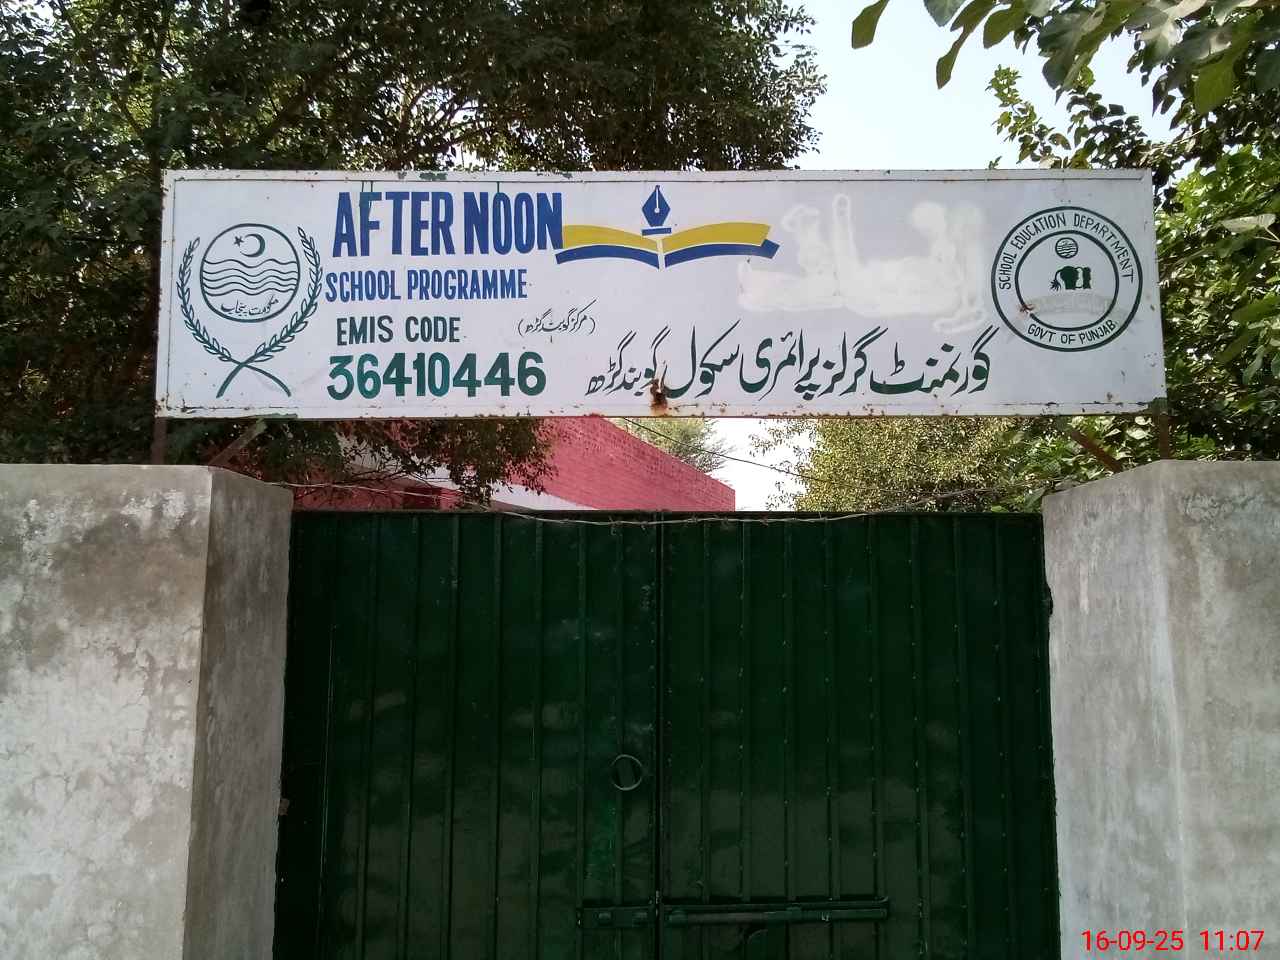 AFTER NOON
SCHOOL PROGRAMME
EMIS CODE
36410446
(مرکز گوبند گڑھ)
گورنمنٹ گرلز پرائمری سکول گوبند گڑھ
حکومت پنجاب
SCHOOL EDUCATION DEPARTMENT
GOVT OF PUNJAB
16-09-25 11:07